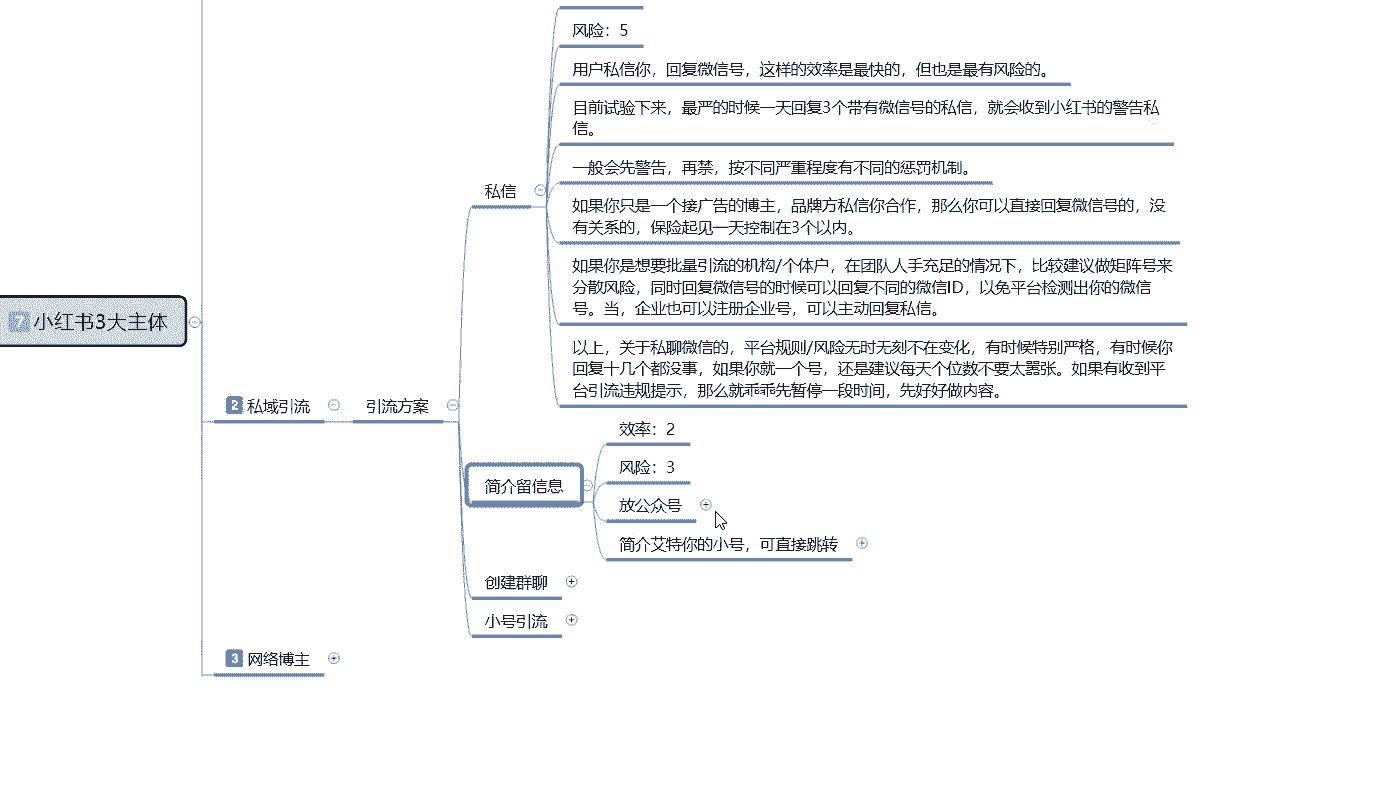 风险：5
用户私信你，回复微信号，这样的效率是最快的，但也是最有风险的。
目前试验下来，最严的时候一天回复3个带有微信号的私信，就会收到小红书的警告私
信。
一般会先警告，再禁，按不同严重程度有不同的惩罚机制。
私信
如果你只是一个接广告的博主，品牌方私信你合作，那么你可以直接回复微信号的，没
有关系的，保险起见一天控制在3个以内。
如果你是想要批量引流的机构/个体户，在团队人手充足的情况下，比较建议做矩阵号来
分散风险，同时回复微信号的时候可以回复不同的微信ID，以免平台检测出你的微信
号。当，企业也可以注册企业号，可以主动回复私信。
7 小红书3大主体
以上，关于私聊微信的，平台规则/风险无时无刻不在变化，有时候特别严格，有时候你
回复十几个都没事，如果你就一个号，还是建议每天个位数不要太嚣张。如果有收到平
台引流违规提示，那么就乖乖先暂停一段时间，先好好做内容。
2 私域引流
引流方案
效率：2
风险：3
简介留信息
放公众号
简介艾特你的小号，可直接跳转
创建群聊
小号引流
3 网络博主